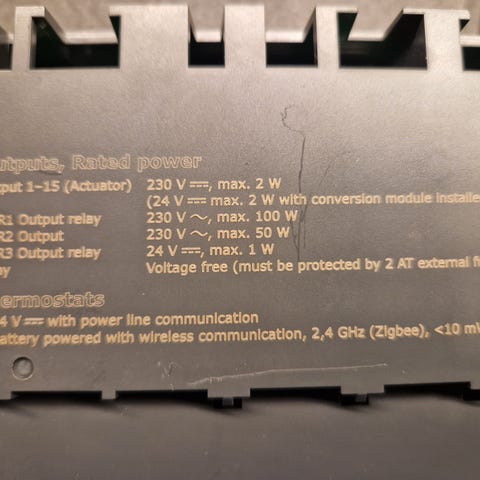 utputs, Rated power
tput 1–15 (Actuator) 230 V ⎓, max. 2 W
(24 V ⎓ max. 2 W with conversion module installe
R1 Output relay 230 V ～, max. 100 W
R2 Output 230 V ～, max. 50 W
R3 Output relay 24 V ⎓, max. 1 W
ay Voltage free (must be protected by 2 AT external f
ermostats
4 V ⎓ with power line communication
attery powered with wireless communication, 2,4 GHz (Zigbee), <10 m